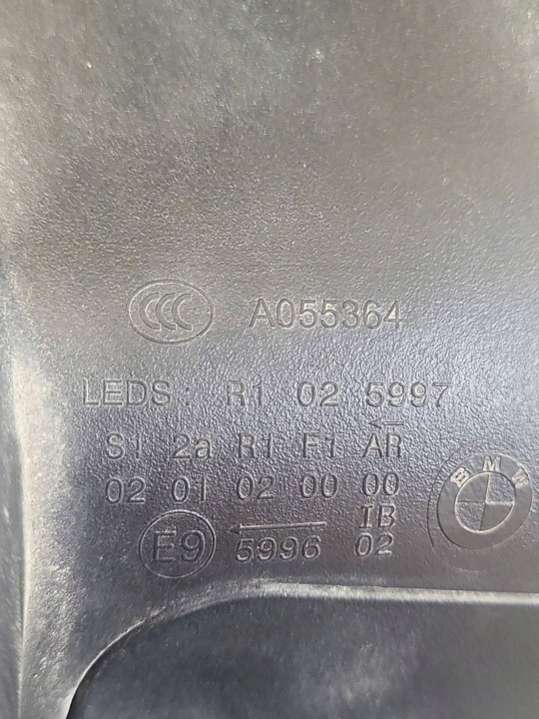 CCC A055364
LEDS: R1 02 5997
S1 2a R1 F1 AR
02 01 02 00 00
IB
E9 5996 02
BMW